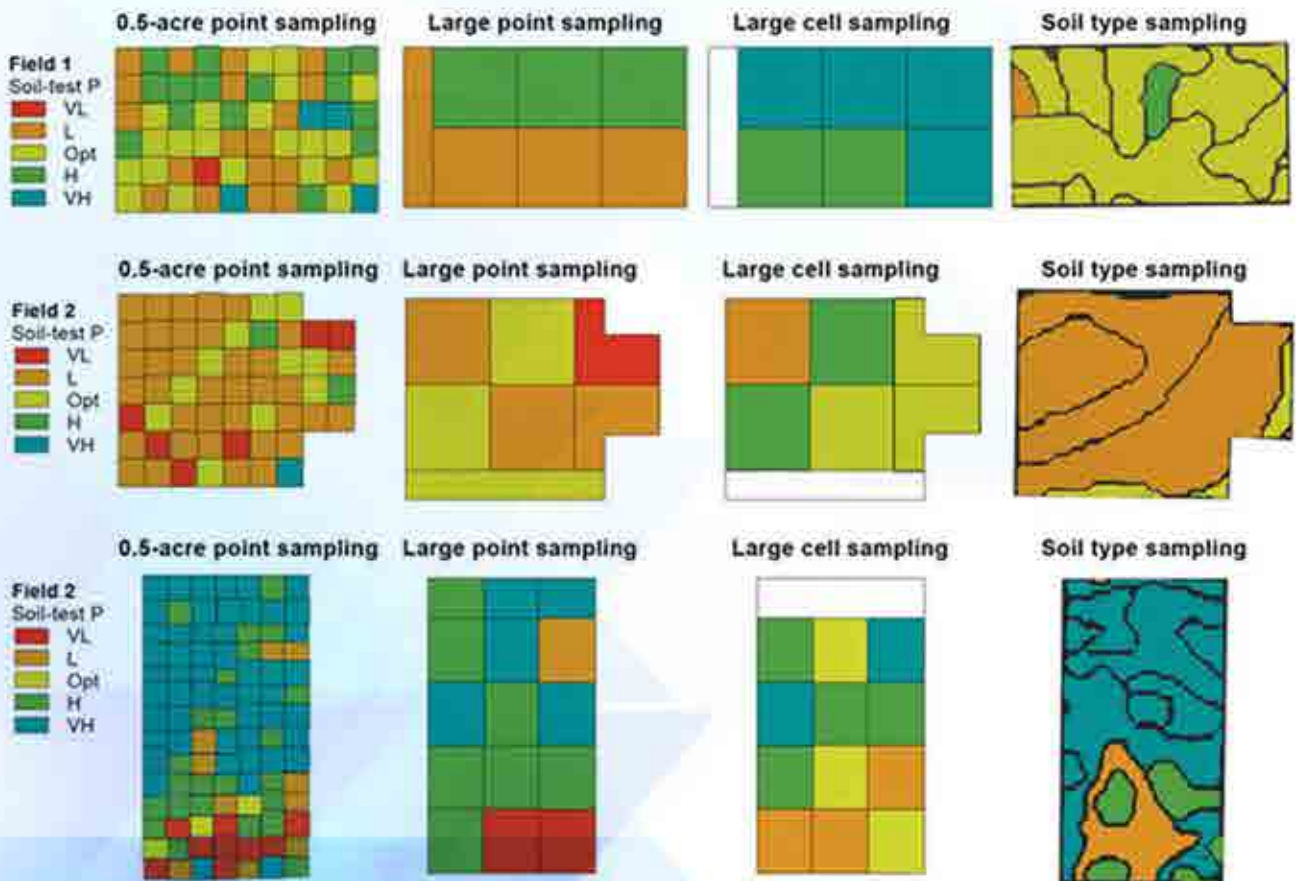 0.5-acre point sampling Large point sampling Large cell sampling Soil type sampling
Field 1
Soil-test P
VL
L
Opt
H
VH
0.5-acre point sampling Large point sampling Large cell sampling Soil type sampling
Field 2
Soil-test P
VL
L
Opt
H
VH
0.5-acre point sampling Large point sampling Large cell sampling Soil type sampling
Field 2
Soil-test P
VL
L
Opt
H
VH